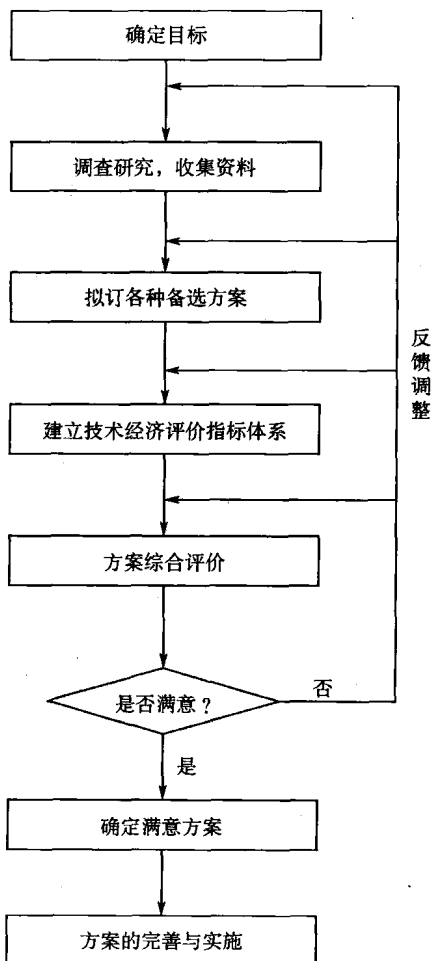 确定目标
调查研究，收集资料
拟订各种备选方案
建立技术经济评价指标体系
方案综合评价
是否满意？
否
是
确定满意方案
方案的完善与实施
反馈调整